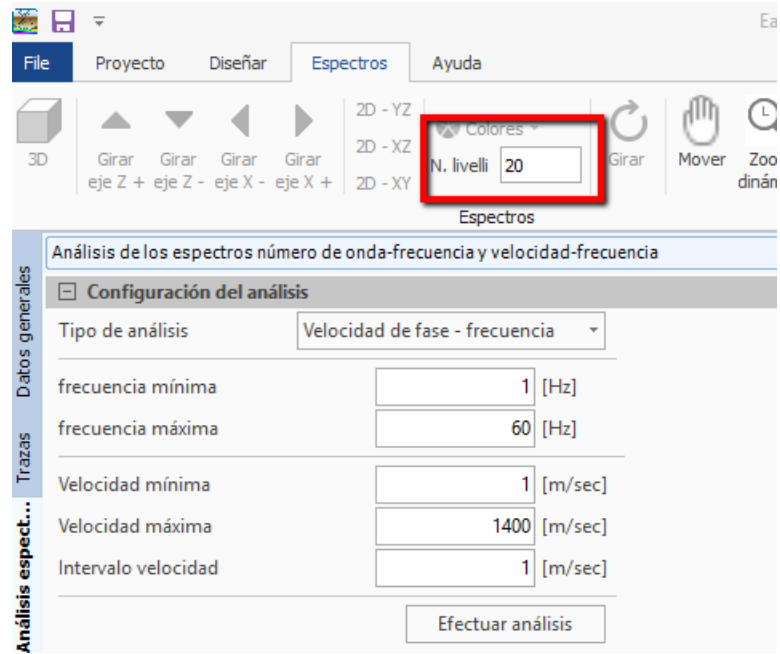 Ea
File Proyecto Diseñar Espectros Ayuda
3D
Girar eje Z +
Girar eje Z -
Girar eje X -
Girar eje X +
2D - YZ
2D - XZ
2D - XY
Colores
N. livelli 20
Girar
Mover
Zoo
dinám
Espectros
Datos generales
Trazas
Análisis espect...
Análisis de los espectros número de onda-frecuencia y velocidad-frecuencia
Configuración del análisis
Tipo de análisis Velocidad de fase - frecuencia
frecuencia mínima 1 [Hz]
frecuencia máxima 60 [Hz]
Velocidad mínima 1 [m/sec]
Velocidad máxima 1400 [m/sec]
Intervalo velocidad 1 [m/sec]
Efectuar análisis